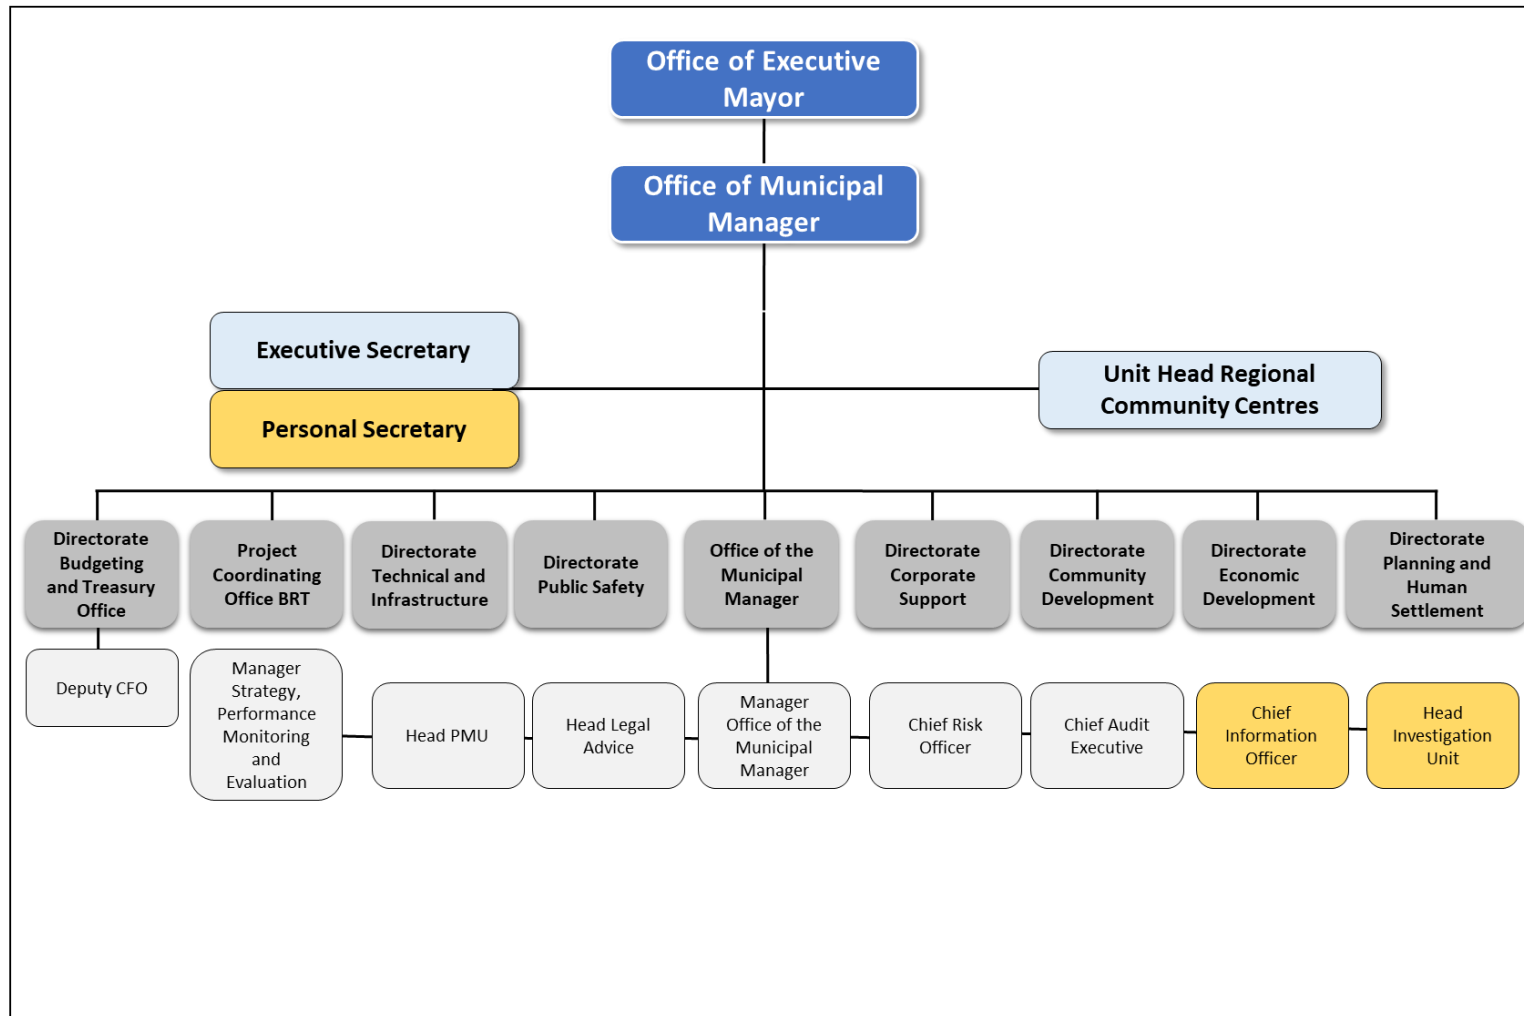 Office of Executive
Mayor
Office of Municipal
Manager
Executive Secretary
Personal Secretary
Unit Head Regional
Community Centres
Directorate
Budgeting
and Treasury
Office
Project
Coordinating
Office BRT
Directorate
Technical and
Infrastructure
Directorate
Public Safety
Office of the
Municipal
Manager
Directorate
Corporate
Support
Directorate
Community
Development
Directorate
Economic
Development
Directorate
Planning and
Human
Settlement
Deputy CFO
Manager
Strategy,
Performance
Monitoring
and
Evaluation
Head PMU
Head Legal
Advice
Manager
Office of the
Municipal
Manager
Chief Risk
Officer
Chief Audit
Executive
Chief
Information
Officer
Head
Investigation
Unit